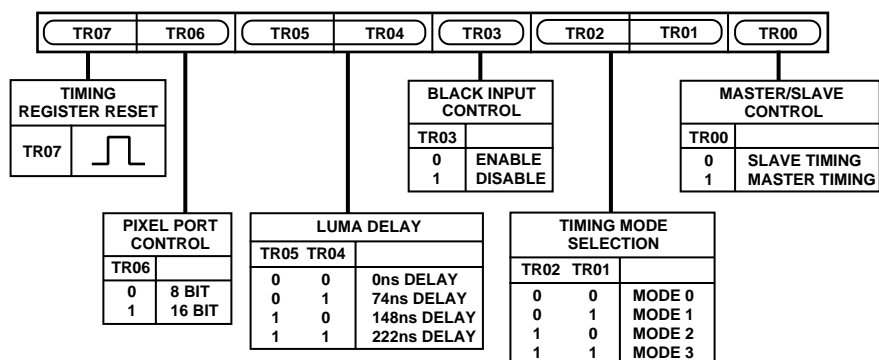 TR07 TR06 TR05 TR04 TR03 TR02 TR01 TR00
TIMING
REGISTER RESET
TR07
BLACK INPUT
CONTROL
TR03
0 ENABLE
1 DISABLE
MASTER/SLAVE
CONTROL
TR00
0 SLAVE TIMING
1 MASTER TIMING
PIXEL PORT
CONTROL
TR06
0 8 BIT
1 16 BIT
LUMA DELAY
TR05 TR04
0 0 0ns DELAY
0 1 74ns DELAY
1 0 148ns DELAY
1 1 222ns DELAY
TIMING MODE
SELECTION
TR02 TR01
0 0 MODE 0
0 1 MODE 1
1 0 MODE 2
1 1 MODE 3